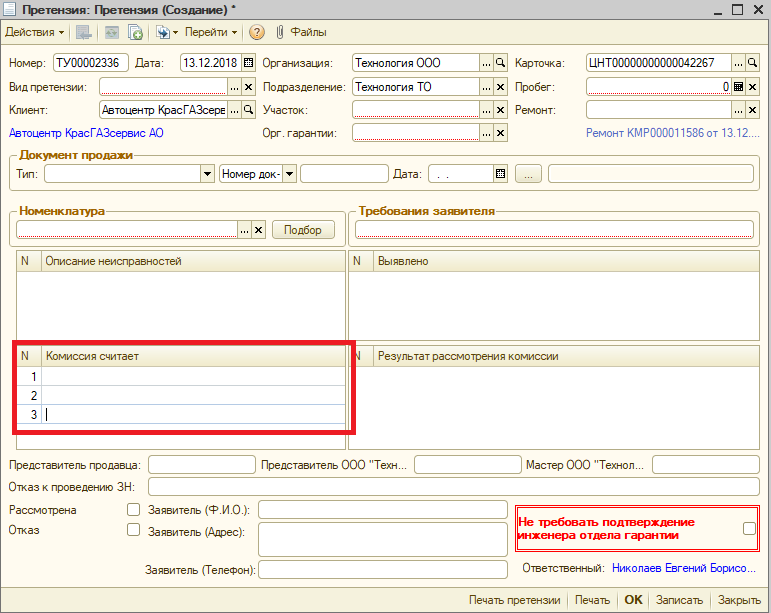 Претензия: Претензия (Создание) *
Действия Перейти ? Файлы
Номер: ТУ00002336 Дата: 13.12.2018 Организация: Технология ООО ... Карточка: ЦНТ00000000000042267 ...
Вид претензии: ... Подразделение: Технология ТО ... Пробег: 0
Клиент: Автоцентр КрасГАЗсерв ... Участок: ... Ремонт: ...
Автоцентр КрасГАЗсервис АО Орг. гарантии: ... Ремонт КМР000011586 от 13.12....
Документ продажи
Тип: Номер док- Дата: . . ...
Номенклатура Требования заявителя
... Подбор
N Описание неисправностей N Выявлено
N Комиссия считает N Результат рассмотрения комиссии
1
2
3
Представитель продавца: Представитель ООО "Техн... Мастер ООО "Технол...
Отказ к проведению ЗН:
Рассмотрена Заявитель (Ф.И.О.):
Не требовать подтверждение
Отказ Заявитель (Адрес):
инженера отдела гарантии
Заявитель (Телефон): Ответственный: Николаев Евгений Борисо...
Печать претензии Печать OK Записать Закрыть